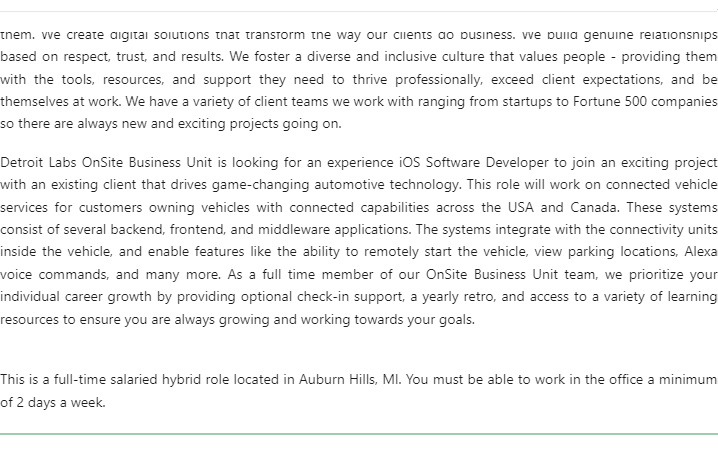 them. We create digital solutions that transform the way our clients do business. We build genuine relationships
based on respect, trust, and results. We foster a diverse and inclusive culture that values people - providing them
with the tools, resources, and support they need to thrive professionally, exceed client expectations, and be
themselves at work. We have a variety of client teams we work with ranging from startups to Fortune 500 companies
so there are always new and exciting projects going on.
Detroit Labs OnSite Business Unit is looking for an experience iOS Software Developer to join an exciting project
with an existing client that drives game-changing automotive technology. This role will work on connected vehicle
services for customers owning vehicles with connected capabilities across the USA and Canada. These systems
consist of several backend, frontend, and middleware applications. The systems integrate with the connectivity units
inside the vehicle, and enable features like the ability to remotely start the vehicle, view parking locations, Alexa
voice commands, and many more. As a full time member of our OnSite Business Unit team, we prioritize your
individual career growth by providing optional check-in support, a yearly retro, and access to a variety of learning
resources to ensure you are always growing and working towards your goals.
This is a full-time salaried hybrid role located in Auburn Hills, MI. You must be able to work in the office a minimum
of 2 days a week.